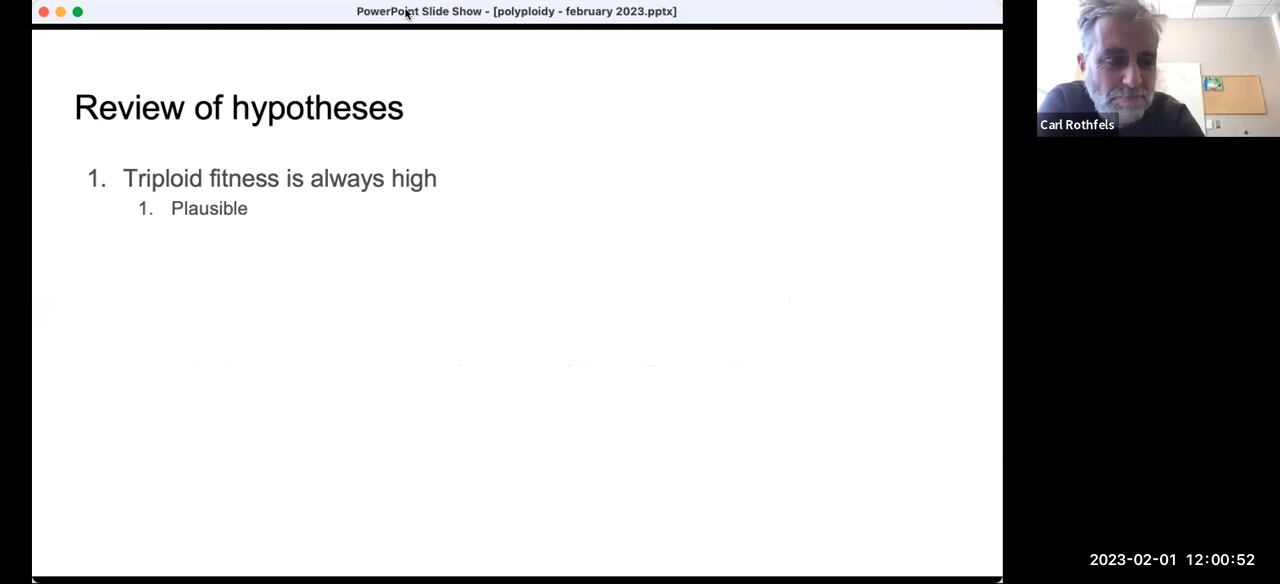 PowerPoint Slide Show - [polyploidy - february 2023.pptx]
Review of hypotheses
1. Triploid fitness is always high
1. Plausible
Carl Rothfels
2023-02-01 12:00:52